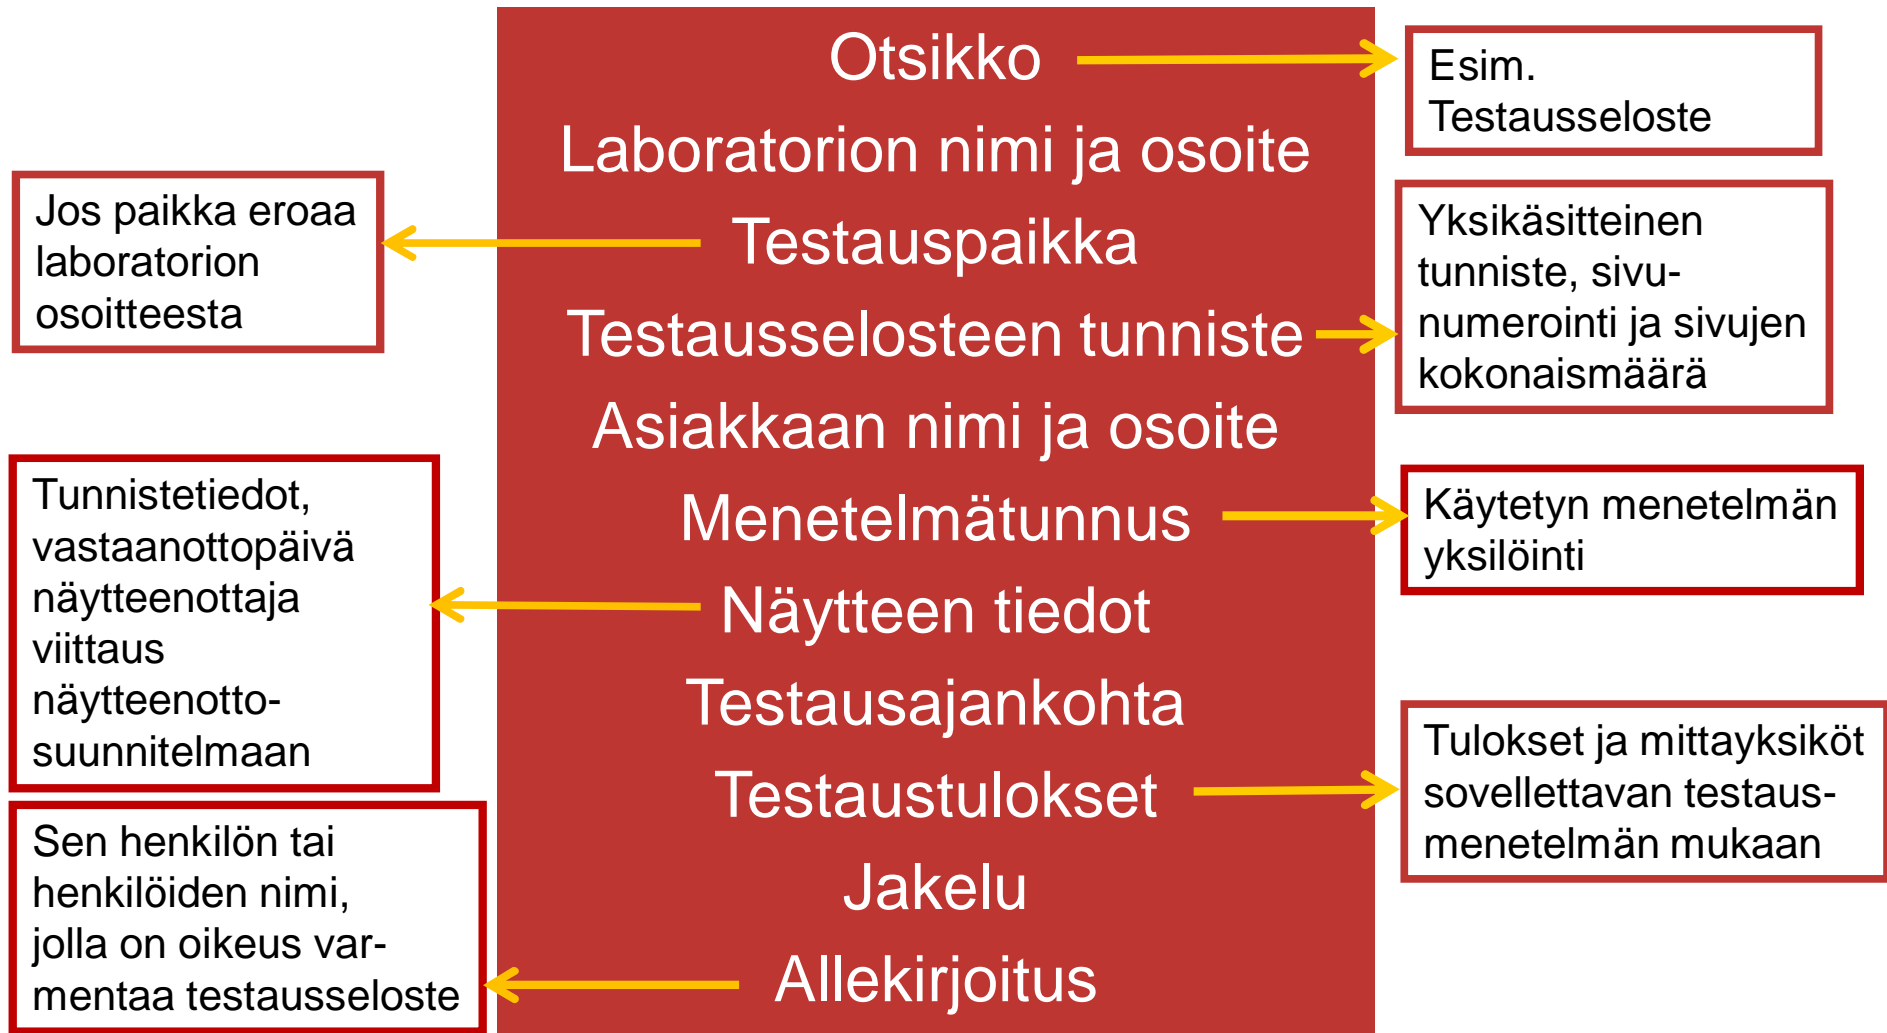 Otsikko
Esim.
Testausseloste
Laboratorion nimi ja osoite
Jos paikka eroaa
laboratorion
osoitteesta
Testauspaikka
Yksikäsitteinen
tunniste, sivu-
numerointi ja sivujen
kokonaismäärä
Testausselosteen tunniste
Asiakkaan nimi ja osoite
Menetelmätunnus
Käytetyn menetelmän
yksilöinti
Tunnistetiedot,
vastaanottopäivä
näytteenottaja
viittaus
näytteenotto-
suunnitelmaan
Näytteen tiedot
Testausajankohta
Testaustulokset
Tulokset ja mittayksiköt
sovellettavan testaus-
menetelmän mukaan
Jakelu
Sen henkilön tai
henkilöiden nimi,
jolla on oikeus var-
mentaa testausseloste
Allekirjoitus